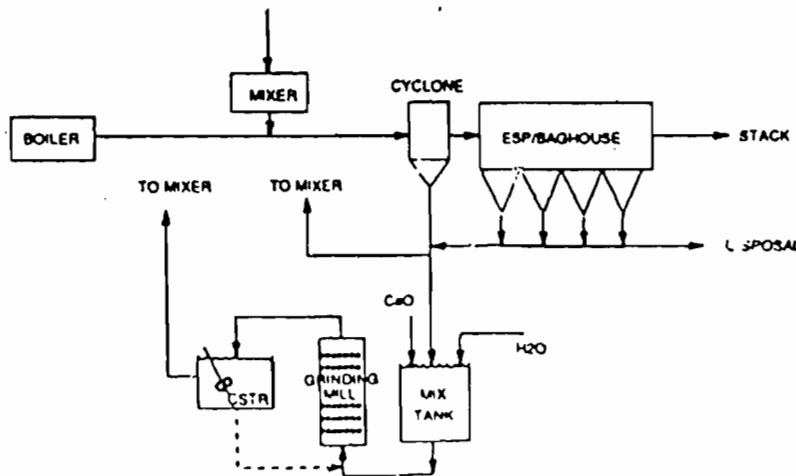 MIXER
CYCLONE
BOILER
ESP/BAGHOUSE
STACK
TO MIXER
TO MIXER
CaO
H2O
GRINDING
MILL
CSTR
MIX
TANK